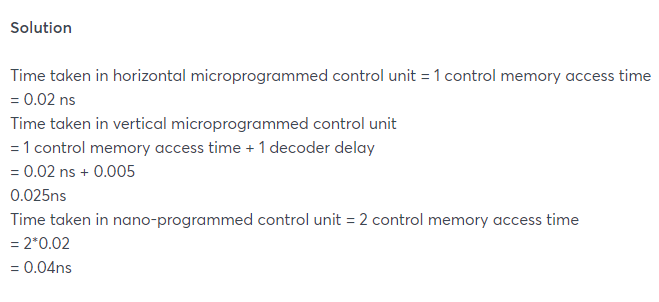 Solution
Time taken in horizontal microprogrammed control unit = 1 control memory access time
= 0.02 ns
Time taken in vertical microprogrammed control unit
= 1 control memory access time + 1 decoder delay
= 0.02 ns + 0.005
0.025ns
Time taken in nano-programmed control unit = 2 control memory access time
= 2*0.02
= 0.04ns